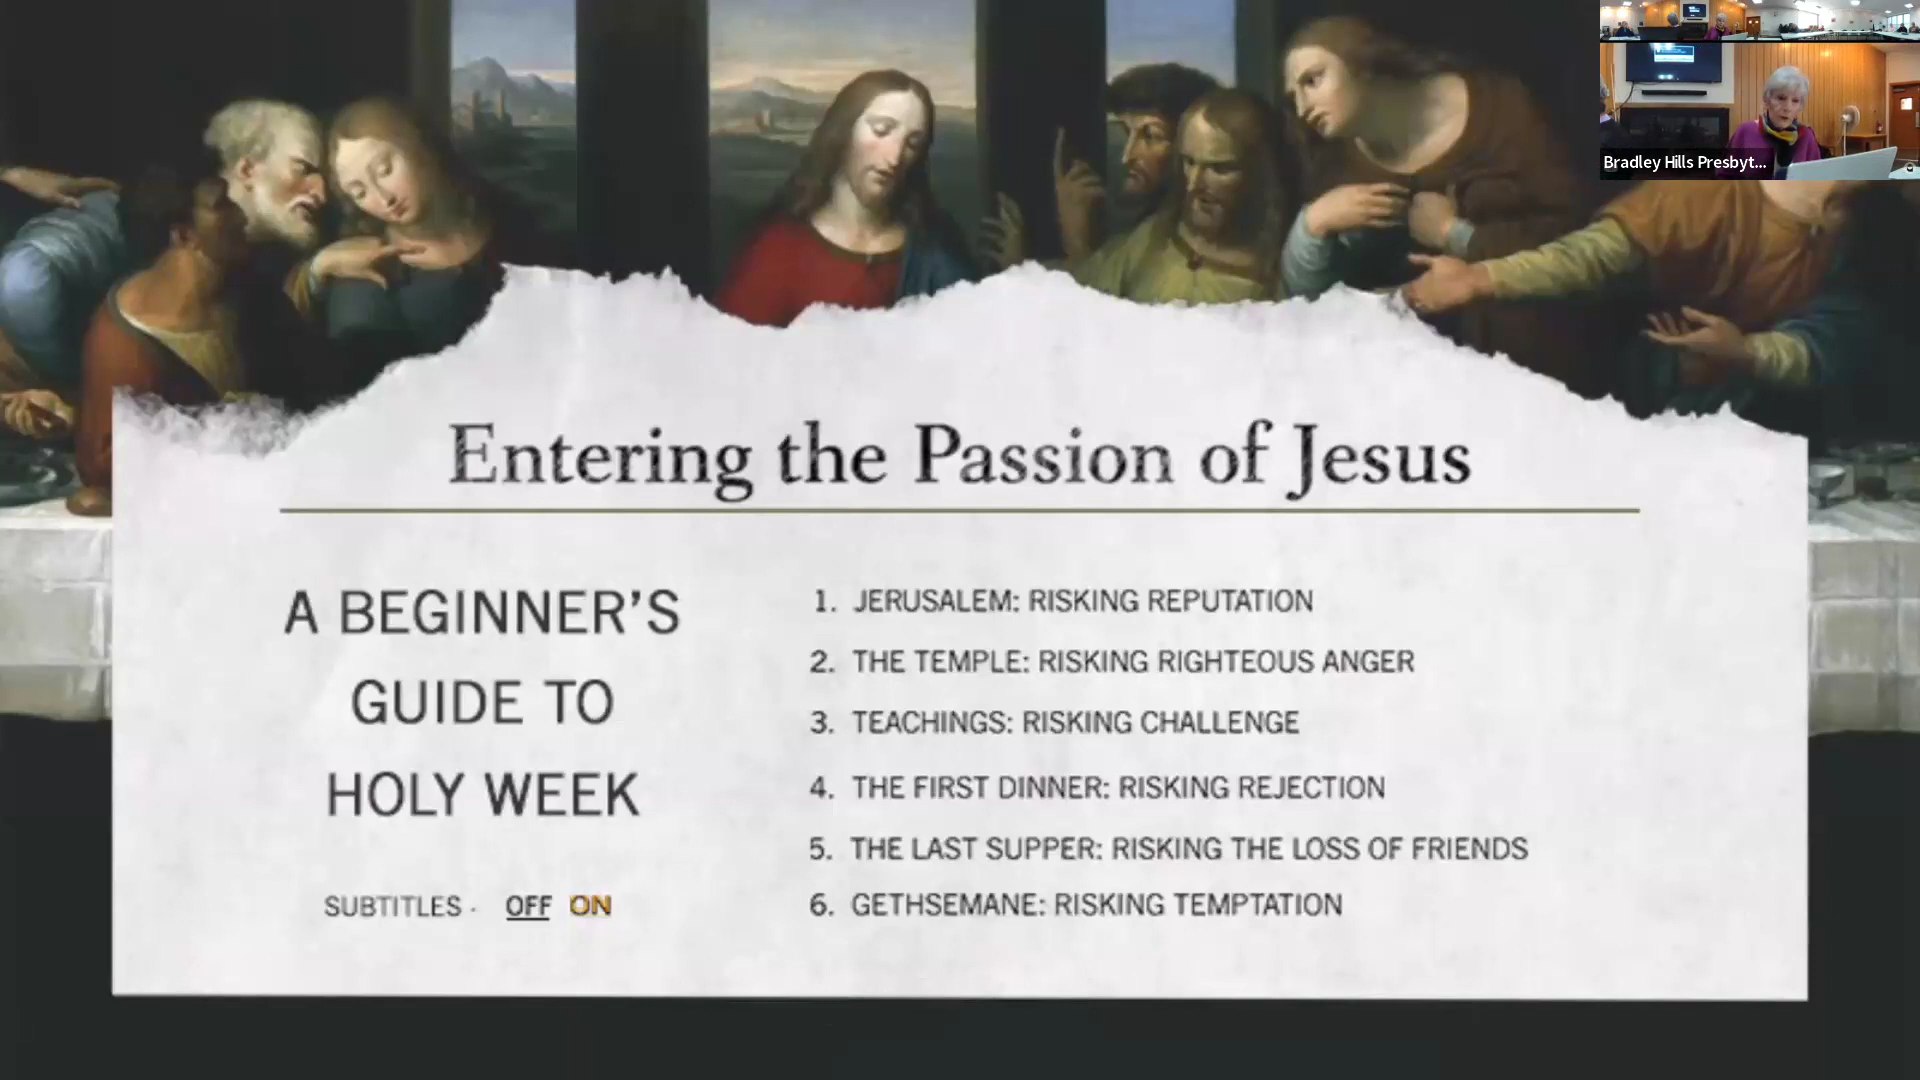 Bradley Hills Presbyt...
Entering the Passion of Jesus
A BEGINNER'S
GUIDE TO
HOLY WEEK
SUBTITLES - OFF ON
1. JERUSALEM: RISKING REPUTATION
2. THE TEMPLE: RISKING RIGHTEOUS ANGER
3. TEACHINGS: RISKING CHALLENGE
4. THE FIRST DINNER: RISKING REJECTION
5. THE LAST SUPPER: RISKING THE LOSS OF FRIENDS
6. GETHSEMANE: RISKING TEMPTATION